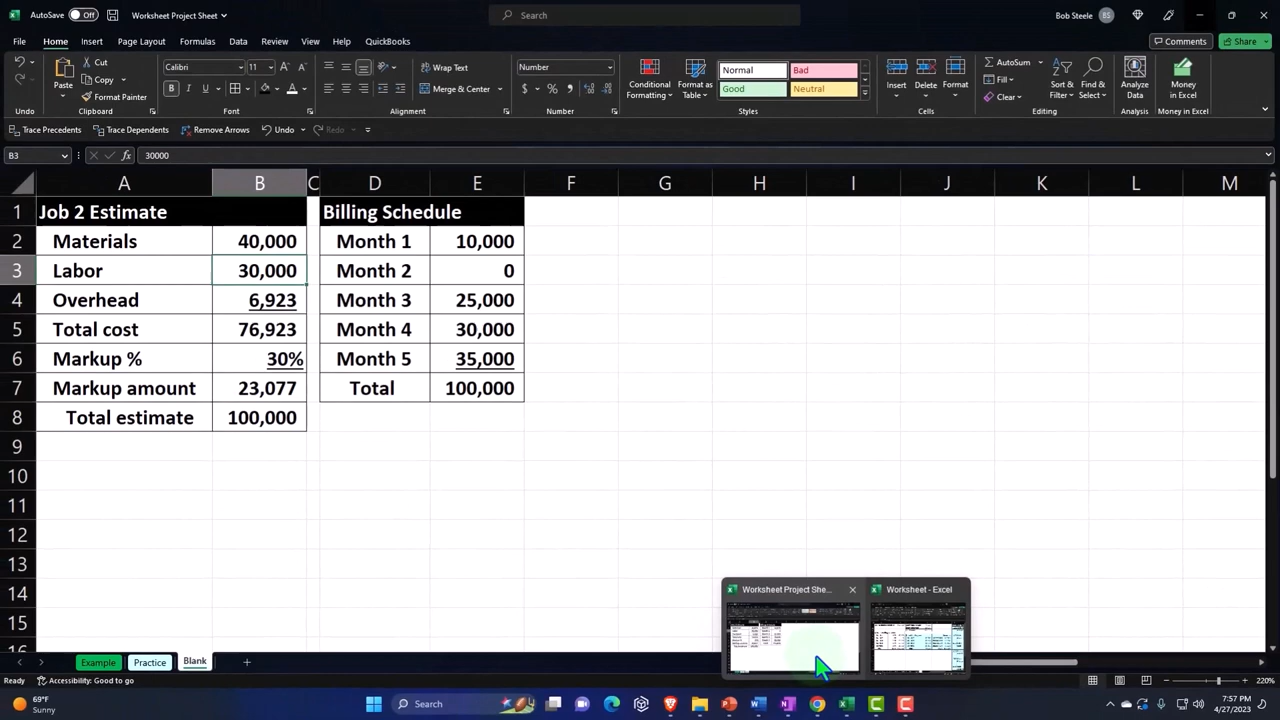 AutoSave Off Worksheet Project Sheet Search Bob Steele BS
File Home Insert Page Layout Formulas Data Review View Help QuickBooks Comments Share
Cut Calibri 11 Wrap Text Number Normal Bad AutoSum
Copy Fill
Paste Format Painter Merge & Center Conditional Formatting Format as Table Good Neutral Insert Delete Format Clear Sort & Filter Find & Select Analyze Data Money in Excel
Undo Clipboard Font Alignment Number Styles Cells Editing Analysis Money in Excel
Trace Precedents Trace Dependents Remove Arrows Undo Redo
B3 fx 30000
A B C D E F G H I J K L M
1 Job 2 Estimate Billing Schedule
2 Materials 40,000 Month 1 10,000
3 Labor 30,000 Month 2 0
4 Overhead 6,923 Month 3 25,000
5 Total cost 76,923 Month 4 30,000
6 Markup % 30% Month 5 35,000
7 Markup amount 23,077 Total 100,000
8 Total estimate 100,000
9
10
11
12
13
14
15
16
Worksheet Project She... Worksheet - Excel
Example Practice Blank
Ready Accessibility: Good to go 220%
69°F
Sunny
Search
7:57 PM
4/27/2023